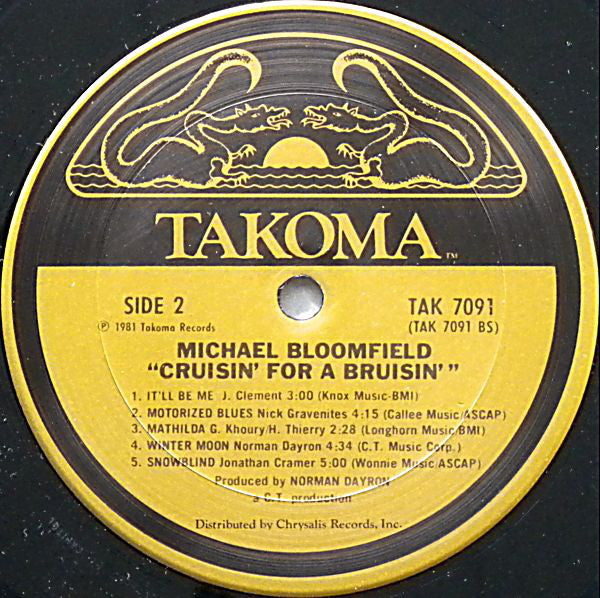 TAKOMA™
SIDE 2
TAK 7091
℗ 1981 Takoma Records
(TAK 7091 BS)
MICHAEL BLOOMFIELD
“CRUISIN’ FOR A BRUISIN’”
1. IT'LL BE ME J. Clement 3:00 (Knox Music-BMI)
2. MOTORIZED BLUES Nick Gravenites 4:15 (Callee Music/ASCAP)
3. MATHILDA G. Khoury/H. Thierry 2:28 (Longhorn Music BMI)
4. WINTER MOON Norman Dayron 4:34 (C.T. Music Corp.)
5. SNOWBLIND Jonathan Cramer 5:00 (Wonnie Music/ASCAP)
Produced by NORMAN DAYRON
a C.T. production
Distributed by Chrysalis Records, Inc.